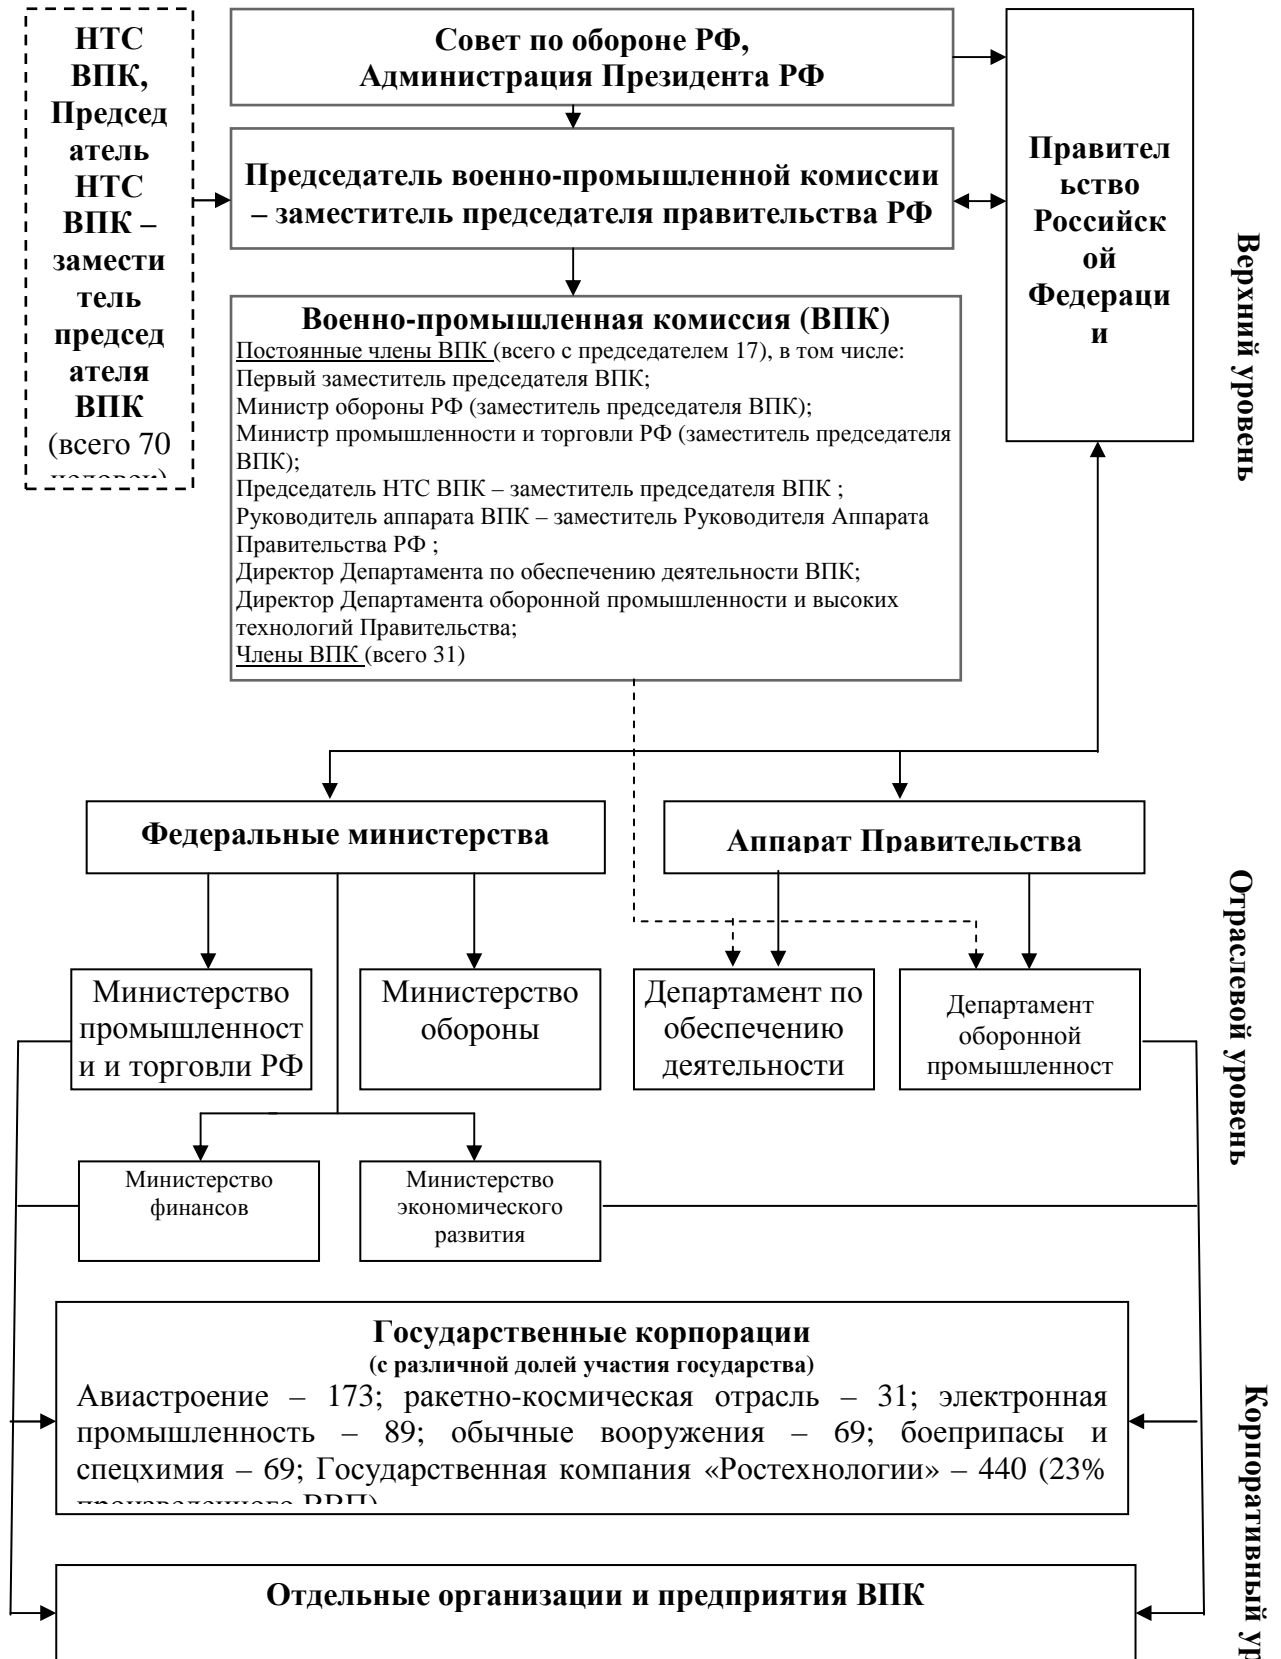 НТС
ВПК,
Председ
атель
НТС
ВПК –
замести
тель
председ
ателя
ВПК
(всего 70
Совет по обороне РФ,
Администрация Президента РФ
Председатель военно-промышленной комиссии
– заместитель председателя правительства РФ
Правител
ьство
Российск
ой
Федераци
и
Верхний уровень
Военно-промышленная комиссия (ВПК)
Постоянные члены ВПК (всего с председателем 17), в том числе:
Первый заместитель председателя ВПК;
Министр обороны РФ (заместитель председателя ВПК);
Министр промышленности и торговли РФ (заместитель председателя
ВПК);
Председатель НТС ВПК – заместитель председателя ВПК ;
Руководитель аппарата ВПК – заместитель Руководителя Аппарата
Правительства РФ ;
Директор Департамента по обеспечению деятельности ВПК;
Директор Департамента оборонной промышленности и высоких
технологий Правительства;
Члены ВПК (всего 31)
Федеральные министерства
Аппарат Правительства
Отраслевой уровень
Министерство
промышленност
и и торговли РФ
Министерство
обороны
Департамент по
обеспечению
деятельности
Департамент
оборонной
промышленност
Министерство
финансов
Министерство
экономического
развития
Государственные корпорации
(с различной долей участия государства)
Авиастроение – 173; ракетно-космическая отрасль – 31; электронная
промышленность – 89; обычные вооружения – 69; боеприпасы и
спецхимия – 69; Государственная компания «Ростехнологии» – 440 (23%
Корпоративный ур
Отдельные организации и предприятия ВПК